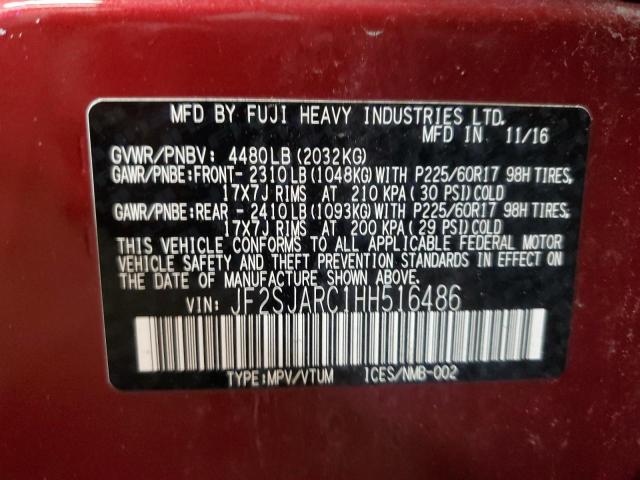 MFD BY FUJI HEAVY INDUSTRIES LTD.
MFD IN 11/16
GVWR/PNBV: 4480LB (2032KG)
GAWR/PNBE:FRONT- 2310 LB (1048KG) WITH P225/60R17 98H TIRES,
17X7J RIMS AT 210 KPA (30 PSI) COLD
GAWR/PNBE:REAR - 2410 LB (1093KG) WITH P225/60R17 98H TIRES,
17X7J RIMS AT 200 KPA (29 PSI) COLD
THIS VEHICLE CONFORMS TO ALL APPLICABLE FEDERAL MOTOR
VEHICLE SAFETY AND THEFT PREVENTION STANDARDS IN EFFECT ON
THE DATE OF MANUFACTURE SHOWN ABOVE.
VIN: JF2SJARC1HH516486
TYPE:MPV/VTUM ICES/NMB-002